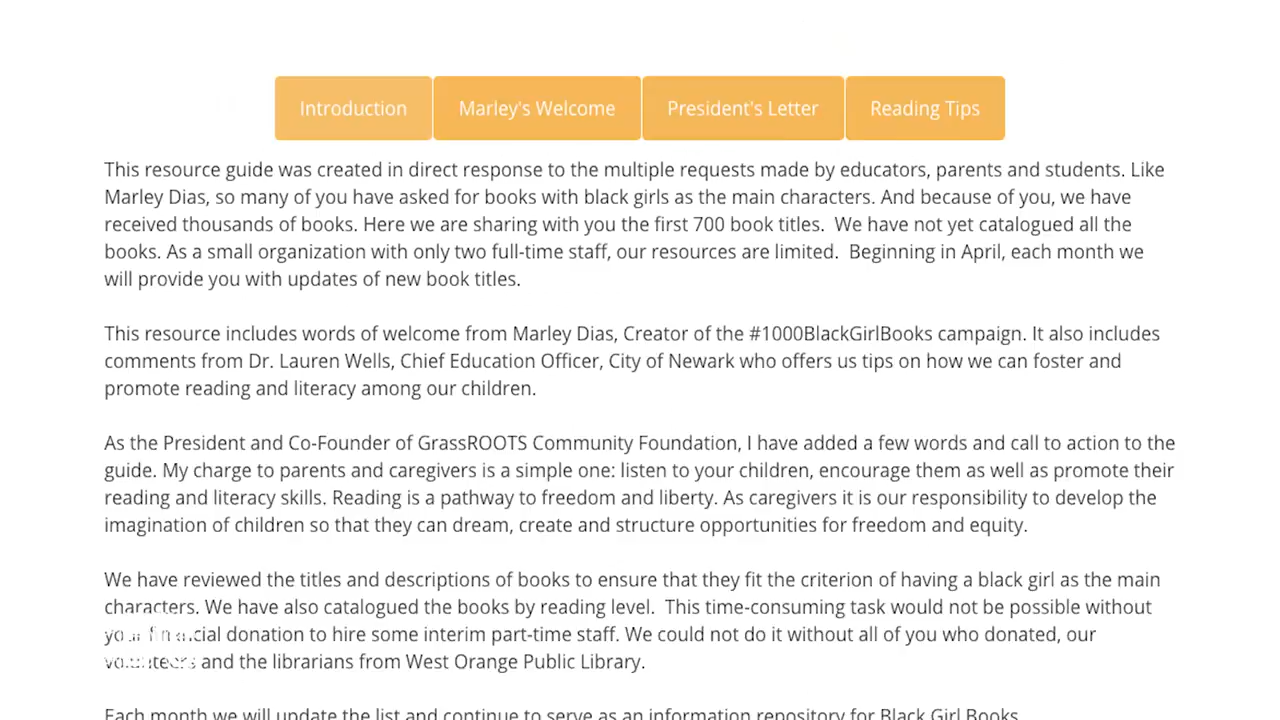 Introduction
Marley's Welcome
President's Letter
Reading Tips
This resource guide was created in direct response to the multiple requests made by educators, parents and students. Like
Marley Dias, so many of you have asked for books with black girls as the main characters. And because of you, we have
received thousands of books. Here we are sharing with you the first 700 book titles.  We have not yet catalogued all the
books. As a small organization with only two full-time staff, our resources are limited.  Beginning in April, each month we
will provide you with updates of new book titles.
This resource includes words of welcome from Marley Dias, Creator of the #1000BlackGirlBooks campaign. It also includes
comments from Dr. Lauren Wells, Chief Education Officer, City of Newark who offers us tips on how we can foster and
promote reading and literacy among our children.
As the President and Co-Founder of GrassROOTS Community Foundation, I have added a few words and call to action to the
guide. My charge to parents and caregivers is a simple one: listen to your children, encourage them as well as promote their
reading and literacy skills. Reading is a pathway to freedom and liberty. As caregivers it is our responsibility to develop the
imagination of children so that they can dream, create and structure opportunities for freedom and equity.
We have reviewed the titles and descriptions of books to ensure that they fit the criterion of having a black girl as the main
characters. We have also catalogued the books by reading level.  This time-consuming task would not be possible without
your financial donation to hire some interim part-time staff. We could not do it without all of you who donated, our
volunteers and the librarians from West Orange Public Library.
Each month we will update the list and continue to serve as an information repository for Black Girl Books